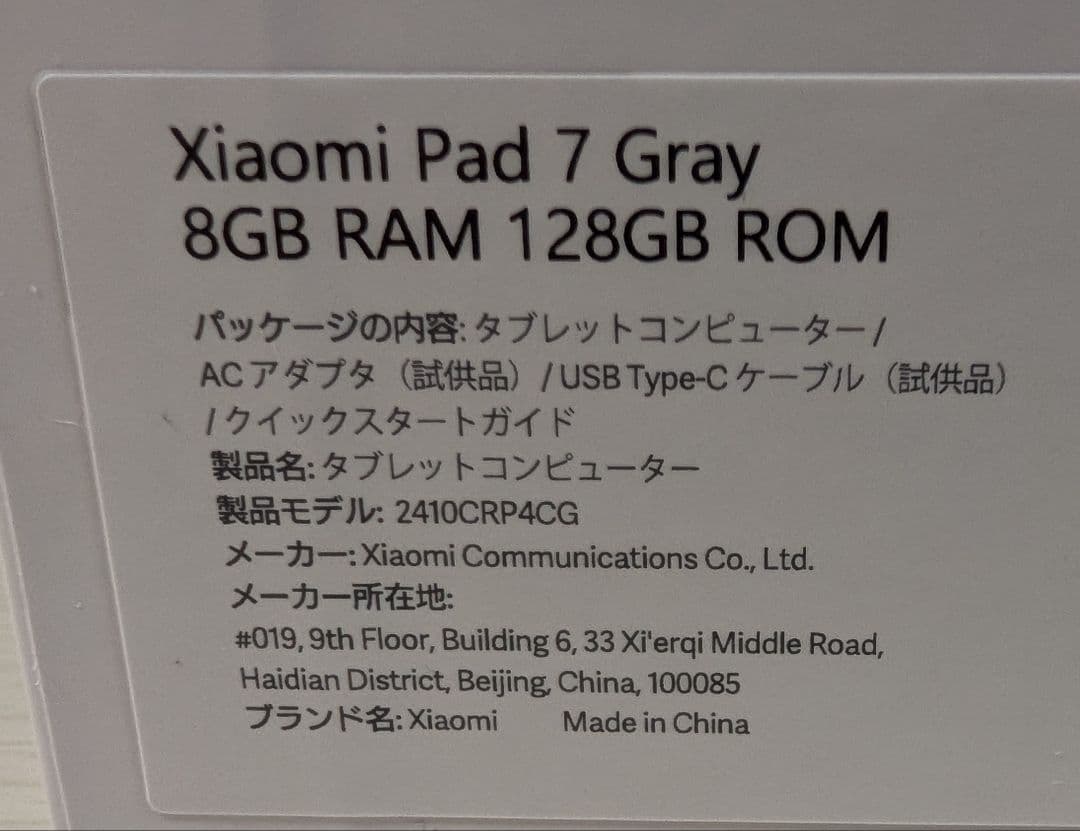 Xiaomi Pad 7 Gray
8GB RAM 128GB ROM
パッケージの内容: タブレットコンピューター/
ACアダプタ（試供品）/USB Type-Cケーブル（試供品）
/クイックスタートガイド
製品名: タブレットコンピューター
製品モデル: 2410CRP4CG
メーカー: Xiaomi Communications Co., Ltd.
メーカー所在地:
#019, 9th Floor, Building 6, 33 Xi'erqi Middle Road,
Haidian District, Beijing, China, 100085
ブランド名: Xiaomi Made in China